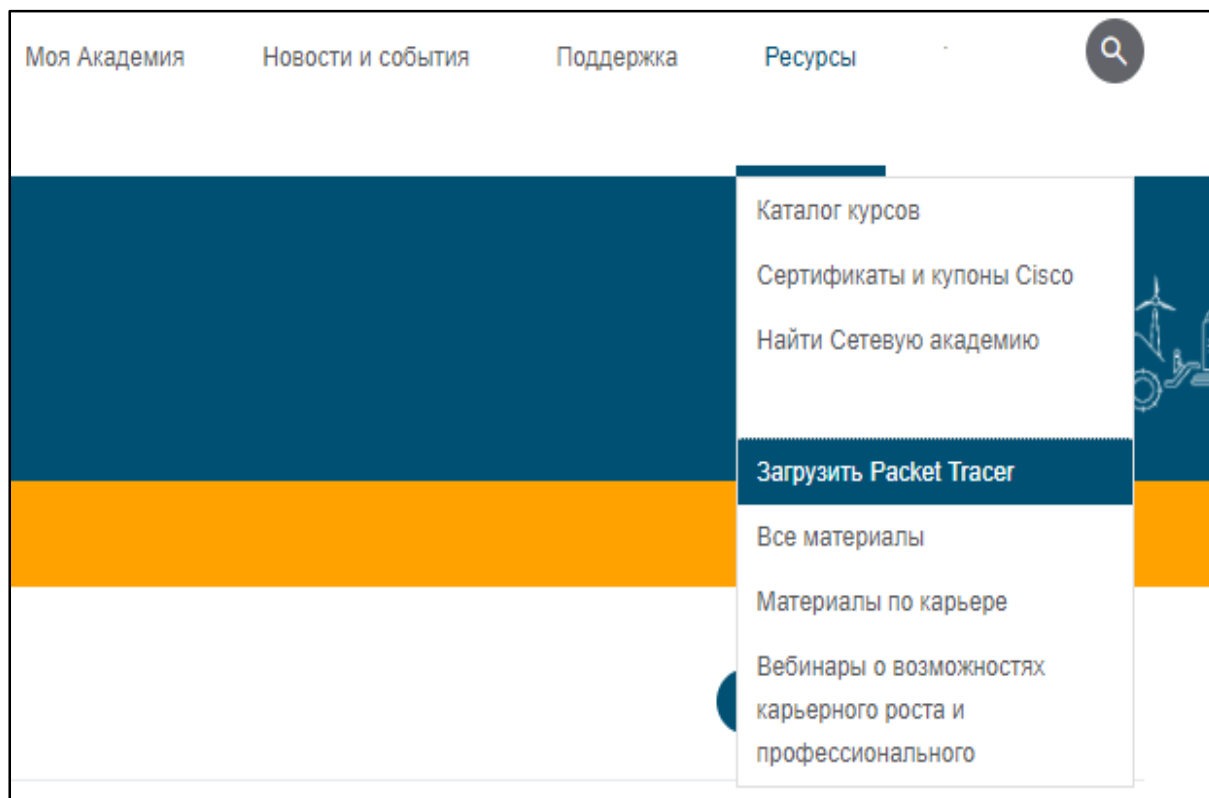 Моя Академия Новости и события Поддержка Ресурсы
Каталог курсов
Сертификаты и купоны Cisco
Найти Сетевую академию
Загрузить Packet Tracer
Все материалы
Материалы по карьере
Вебинары о возможностях
карьерного роста и
профессионального